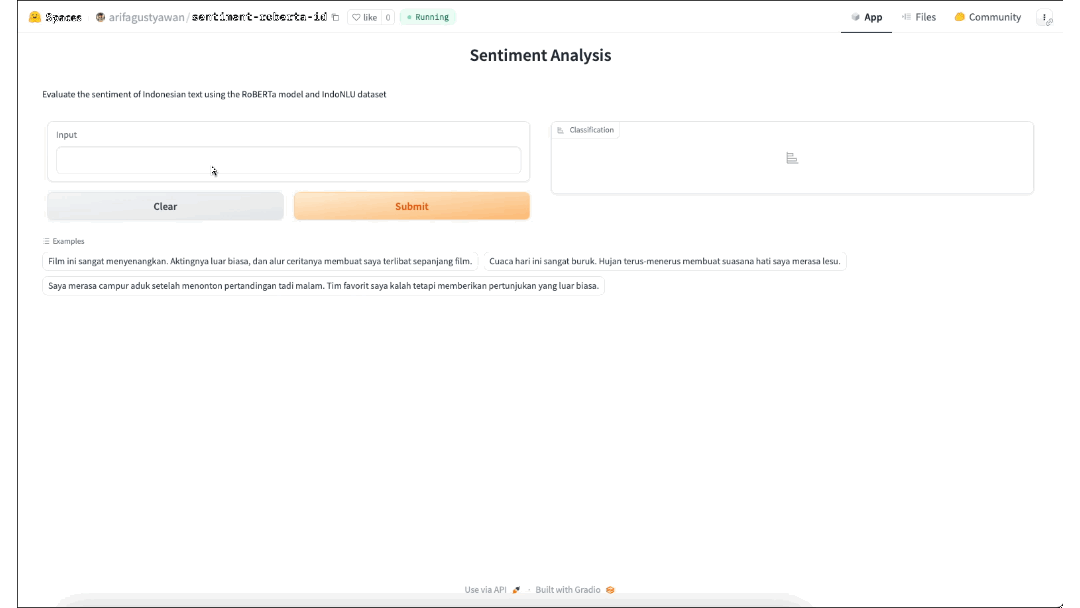 Spaces arifagustyawan/sentiment-roberta-id like 0 Running App Files Community
Sentiment Analysis
Evaluate the sentiment of Indonesian text using the RoBERTa model and IndoNLU dataset
Input
Classification
Clear Submit
Examples
Film ini sangat menyenangkan. Aktingnya luar biasa, dan alur ceritanya membuat saya terlibat sepanjang film. Cuaca hari ini sangat buruk. Hujan terus-menerus membuat suasana hati saya merasa lesu.
Saya merasa campur aduk setelah menonton pertandingan tadi malam. Tim favorit saya kalah tetapi memberikan pertunjukan yang luar biasa.
Use via API · Built with Gradio